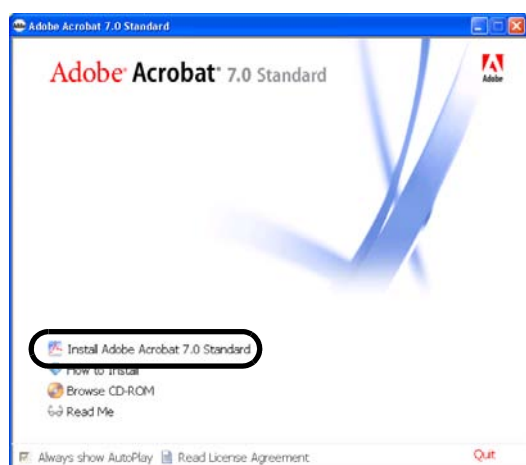 Adobe Acrobat 7.0 Standard
Adobe Acrobat 7.0 Standard
Adobe
Install Adobe Acrobat 7.0 Standard
How to Install
Browse CD-ROM
Read Me
Always show AutoPlay Read License Agreement Quit